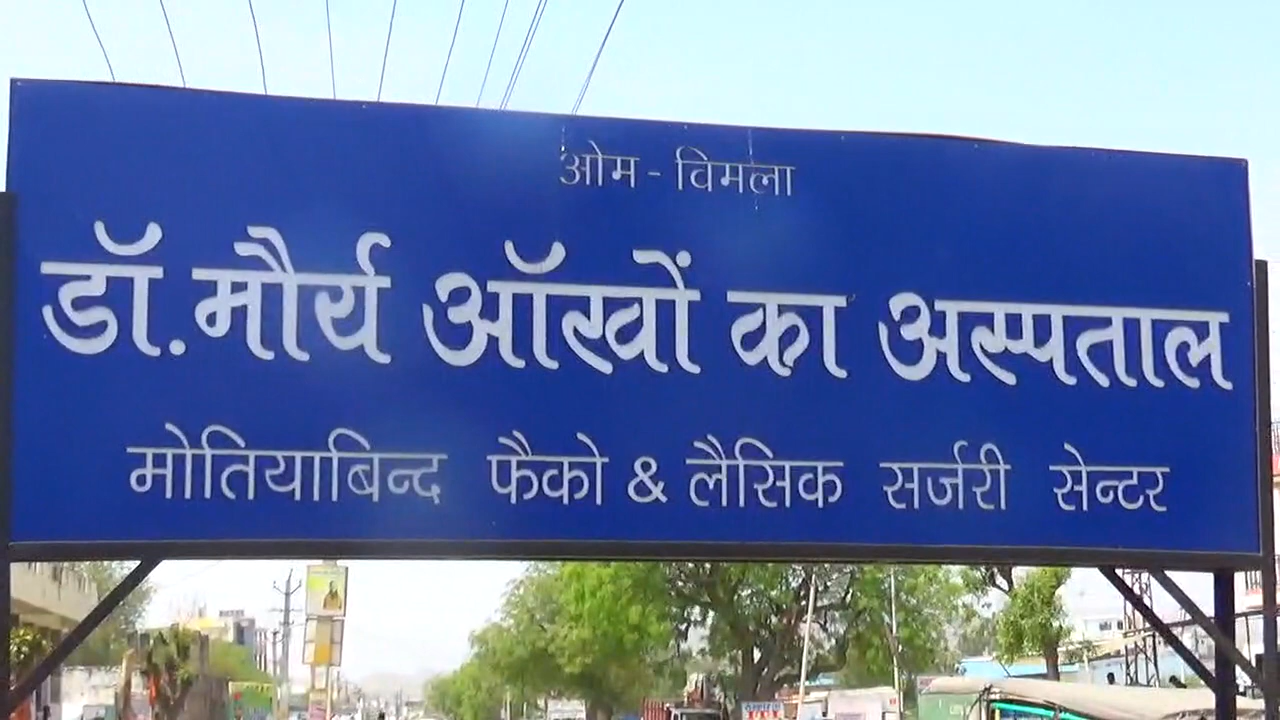 ओम - विमला
डॉ. मौर्य ऑखों का अस्पताल
मोतियाबिन्द फैको & लैसिक सर्जरी सेन्टर